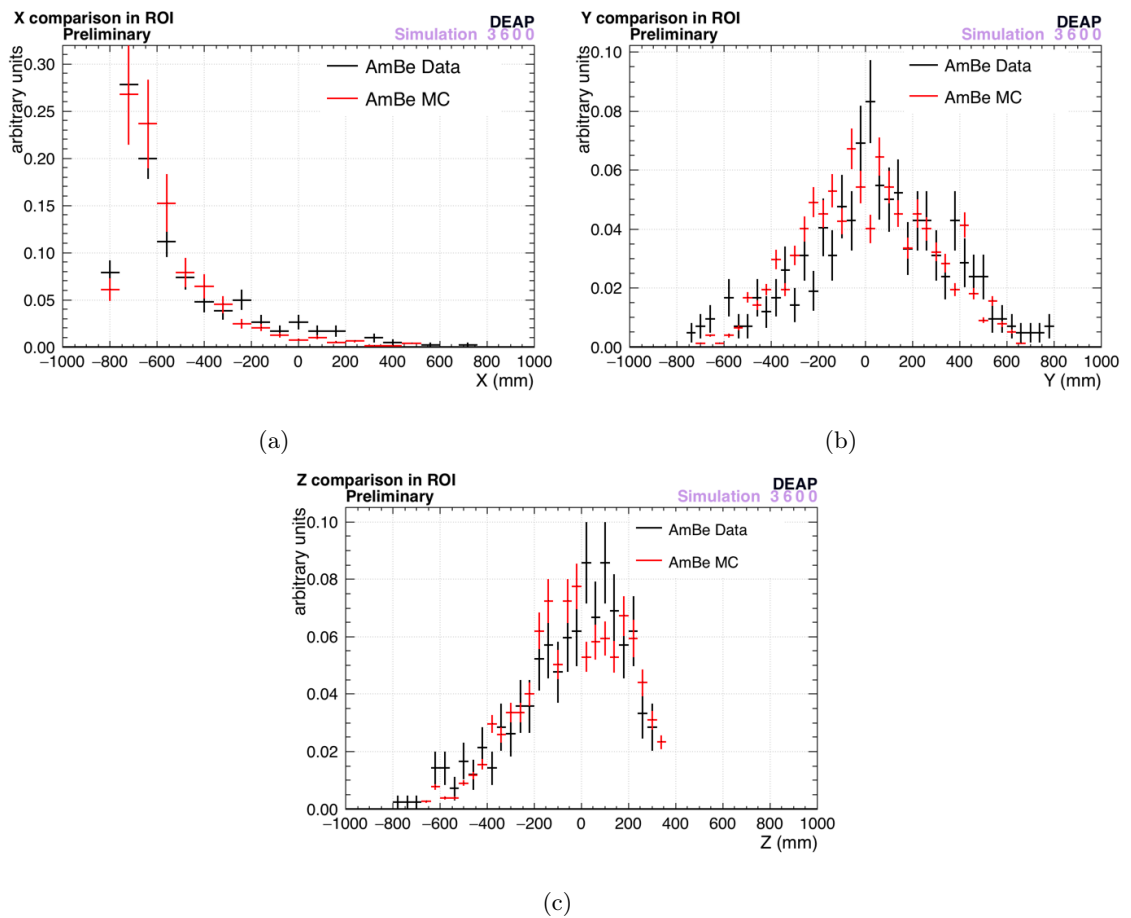 X comparison in ROI
Preliminary
DEAP
Simulation 3600
arbitrary units
0.30
0.25
0.20
0.15
0.10
0.05
0.00
AmBe Data
AmBe MC
−1000 −800 −600 −400 −200 0 200 400 600 800 1000
X (mm)
(a)
Y comparison in ROI
Preliminary
DEAP
Simulation 3600
arbitrary units
0.10
0.08
0.06
0.04
0.02
0.00
AmBe Data
AmBe MC
−1000 −800 −600 −400 −200 0 200 400 600 800 1000
Y (mm)
(b)
Z comparison in ROI
Preliminary
DEAP
Simulation 3600
arbitrary units
0.10
0.08
0.06
0.04
0.02
0.00
AmBe Data
AmBe MC
−1000 −800 −600 −400 −200 0 200 400 600 800 1000
Z (mm)
(c)